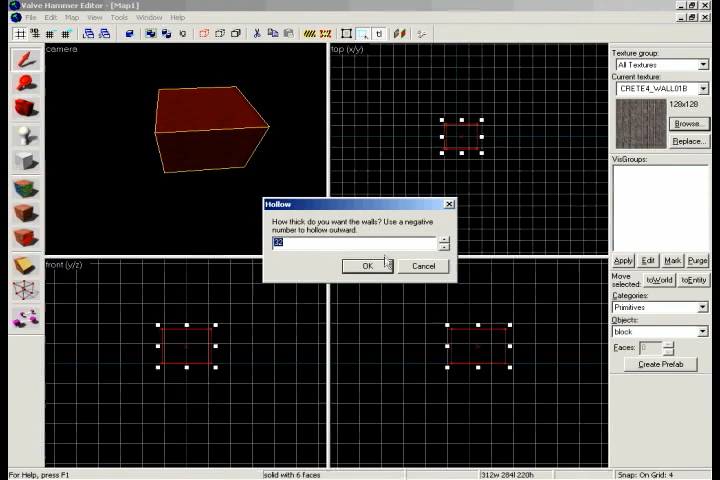 Valve Hammer Editor - [Map1]
File Edit Map View Tools Window Help
camera
top (x/y)
front (y/z)
Hollow
How thick do you want the walls? Use a negative
number to hollow outward.
32
OK Cancel
Texture group:
All Textures
Current texture:
CRETE4_WALL01B
128x128
Browse...
Replace...
VisGroups:
Apply Edit Mark Purge
Move
selected: toWorld toEntity
Categories:
Primitives
Objects:
block
Faces: 0
Create Prefab
For Help, press F1 solid with 6 faces 312w 284l 220h Snap: On Grid: 4